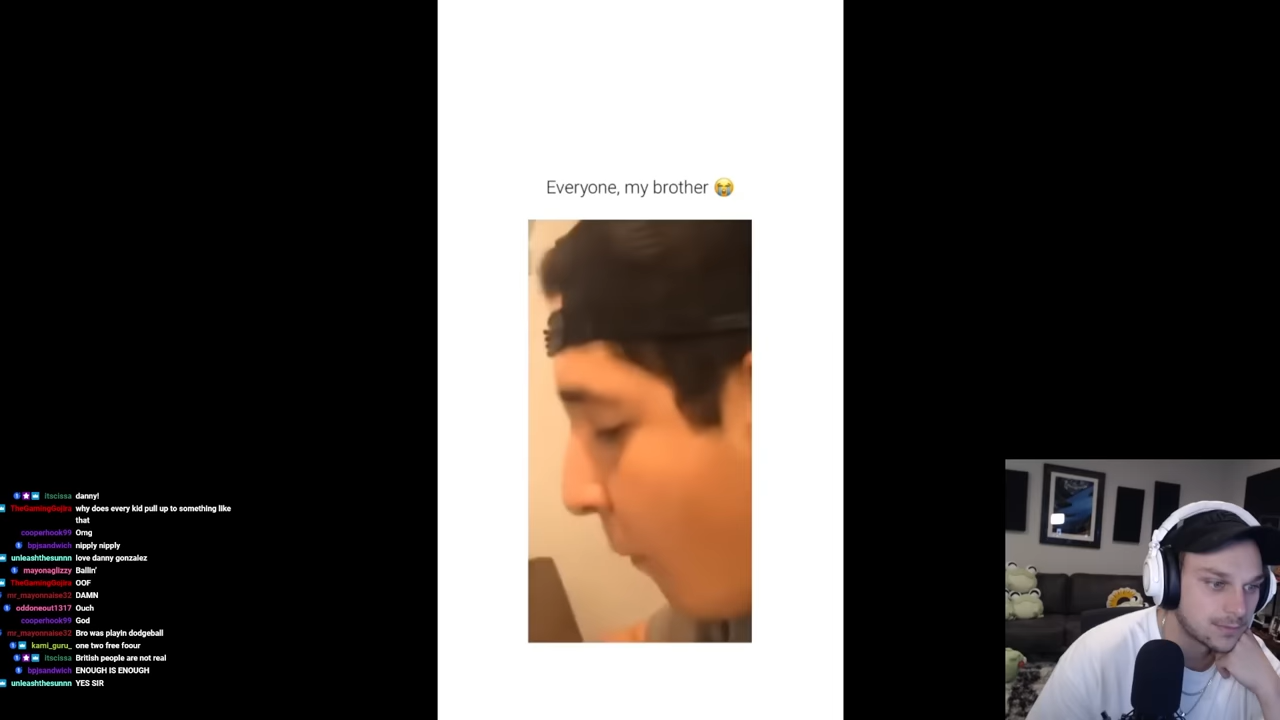 Everyone, my brother 😭
itscissa danny!
TheGamingGojira why does every kid pull up to something like
that
cooperhook99 Omg
bpjsandwich nipply nipply
unleashthesunnn love danny gonzalez
mayonaglizzy Ballin'
TheGamingGojira OOF
mr_mayonnaise32 DAMN
oddoneout1317 Ouch
cooperhook99 God
mr_mayonnaise32 Bro was playin dodgeball
kami_guru_ one two free foour
itscissa British people are not real
bpjsandwich ENOUGH IS ENOUGH
unleashthesunnn YES SIR